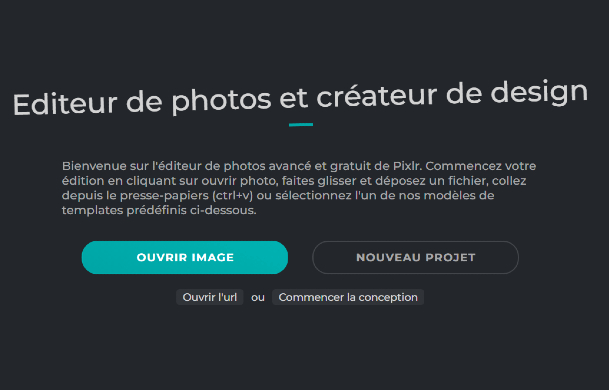 Editeur de photos et créateur de design
Bienvenue sur l'éditeur de photos avancé et gratuit de Pixlr. Commencez votre
édition en cliquant sur ouvrir photo, faites glisser et déposez un fichier, collez
depuis le presse-papiers (ctrl+v) ou sélectionnez l'un de nos modèles de
templates prédéfinis ci-dessous.
OUVRIR IMAGE NOUVEAU PROJET
Ouvrir l'url ou Commencer la conception